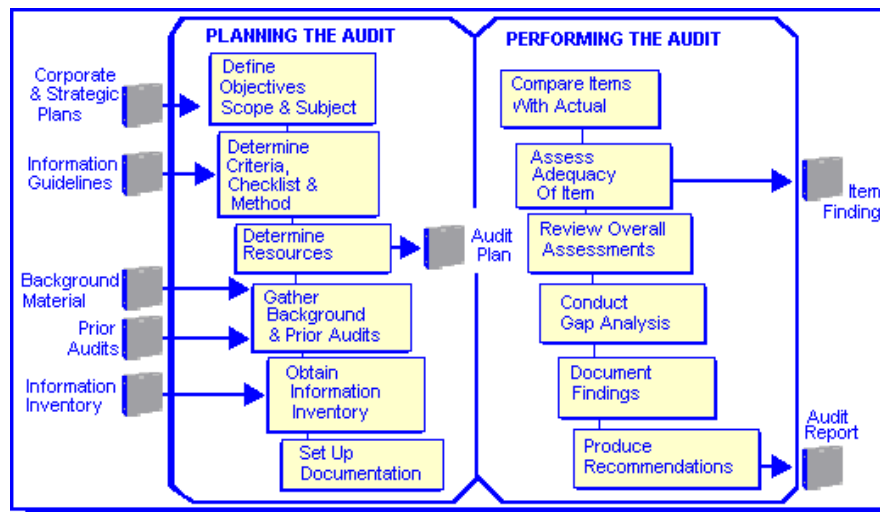 PLANNING THE AUDIT
PERFORMING THE AUDIT
Corporate
& Strategic
Plans
Information
Guidelines
Background
Material
Prior
Audits
Information
Inventory
Define
Objectives
Scope & Subject
Determine
Criteria,
Checklist &
Method
Determine
Resources
Audit
Plan
Gather
Background
& Prior Audits
Obtain
Information
Inventory
Set Up
Documentation
Compare Items
With Actual
Assess
Adequacy
Of Item
Item
Finding
Review Overall
Assessments
Conduct
Gap Analysis
Document
Findings
Produce
Recommendations
Audit
Report